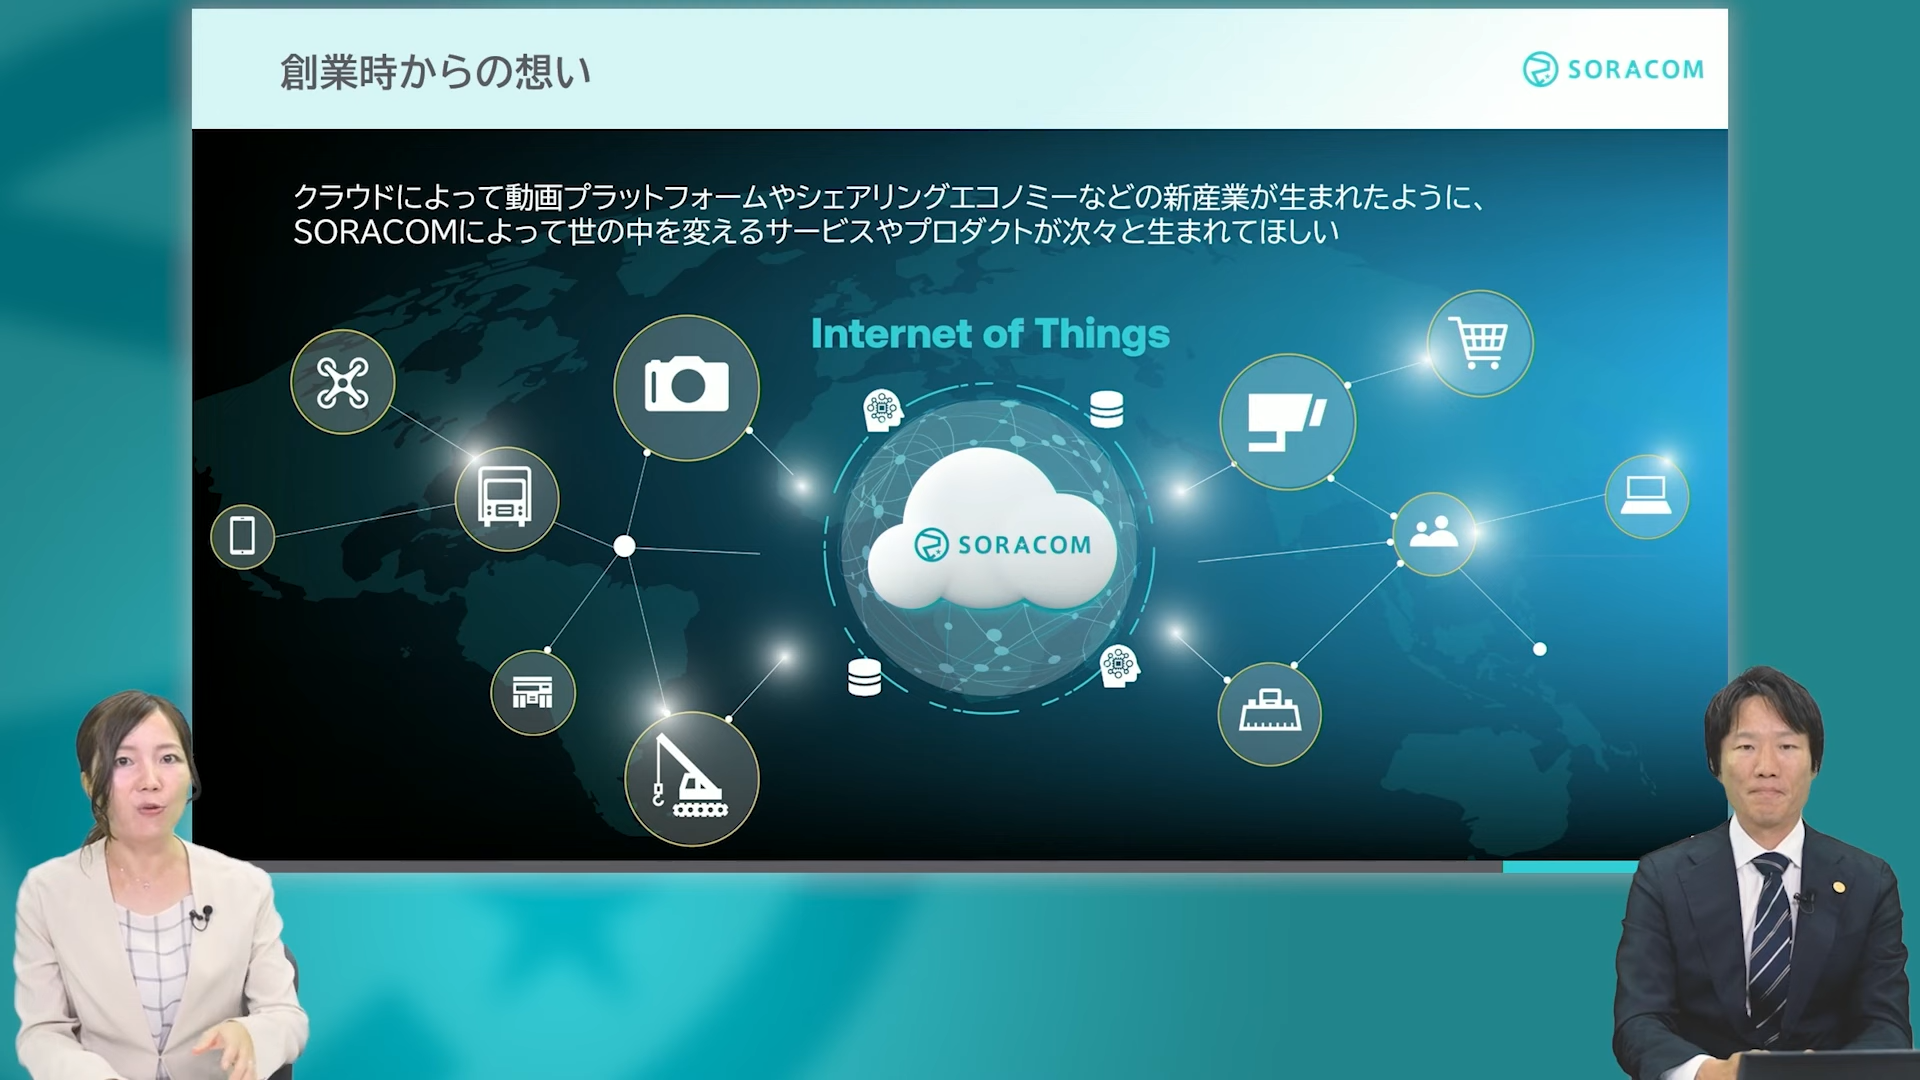 創業時からの想い
SORACOM
クラウドによって動画プラットフォームやシェアリングエコノミーなどの新産業が生まれたように、
SORACOMによって世の中を変えるサービスやプロダクトが次々と生まれてほしい
Internet of Things
SORACOM